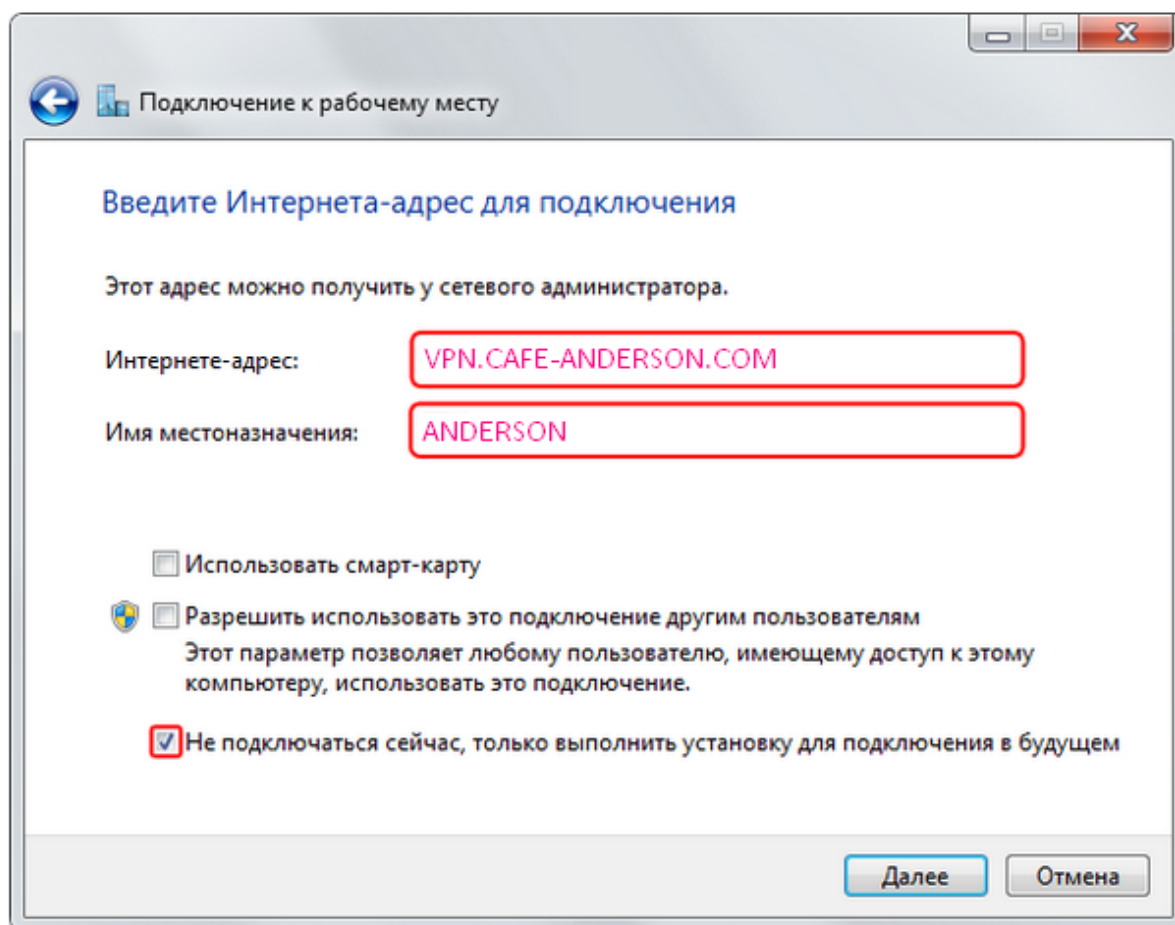 Подключение к рабочему месту
Введите Интернета-адрес для подключения
Этот адрес можно получить у сетевого администратора.
Интернете-адрес: VPN.CAFE-ANDERSON.COM
Имя местоназначения: ANDERSON
Использовать смарт-карту
Разрешить использовать это подключение другим пользователям
Этот параметр позволяет любому пользователю, имеющему доступ к этому
компьютеру, использовать это подключение.
Не подключаться сейчас, только выполнить установку для подключения в будущем
Далее Отмена